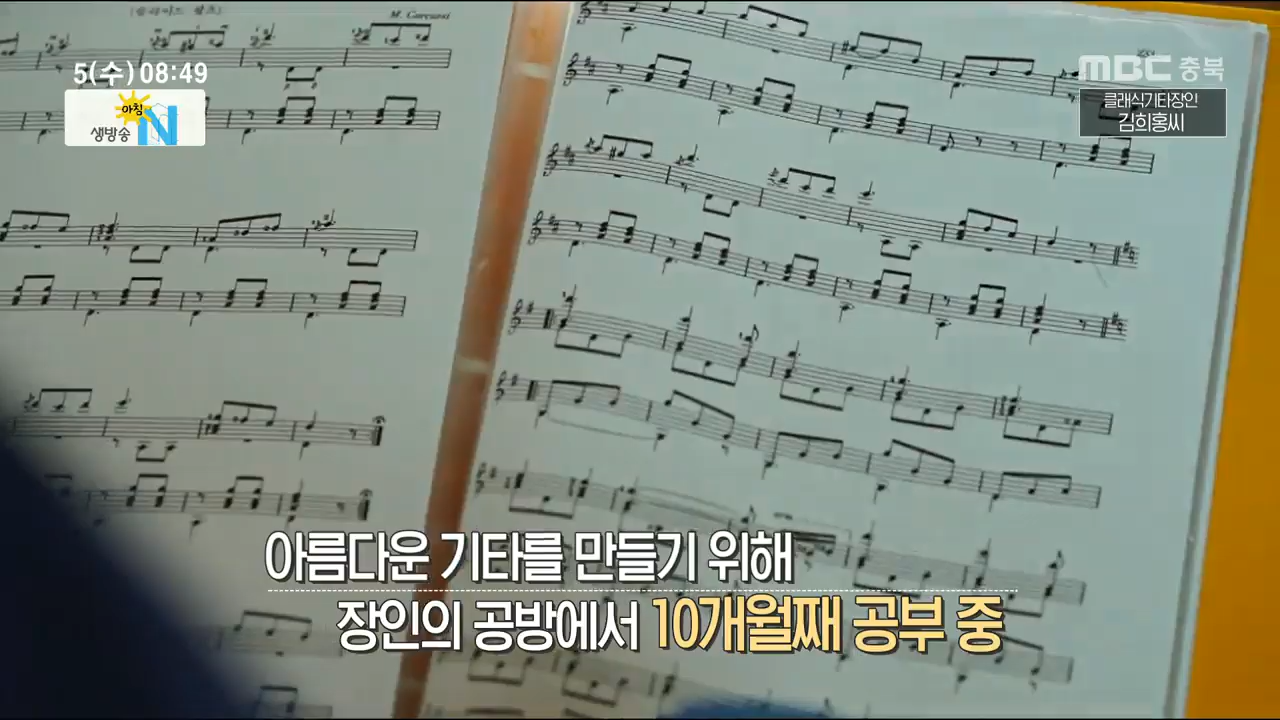 M. Carcassi
5(수) 08:49
아침
생방송
N
MBC 충북
클래식기타장인
김희홍씨
아름다운 기타를 만들기 위해
장인의 공방에서 10개월째 공부 중